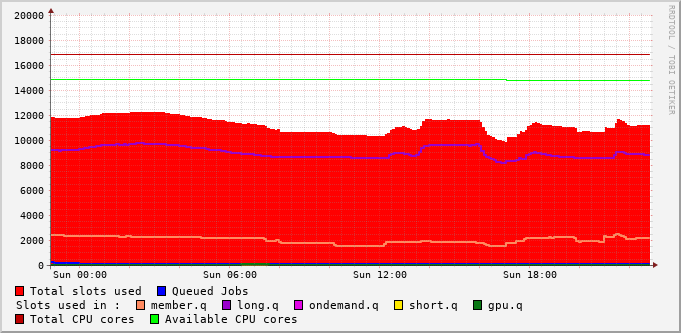 RRDTOOL / TOBI OETIKER
20000
18000
16000
14000
12000
10000
8000
6000
4000
2000
0
Sun 00:00 Sun 06:00 Sun 12:00 Sun 18:00
Total slots used Queued Jobs
Slots used in : member.q long.q ondemand.q short.q gpu.q
Total CPU cores Available CPU cores